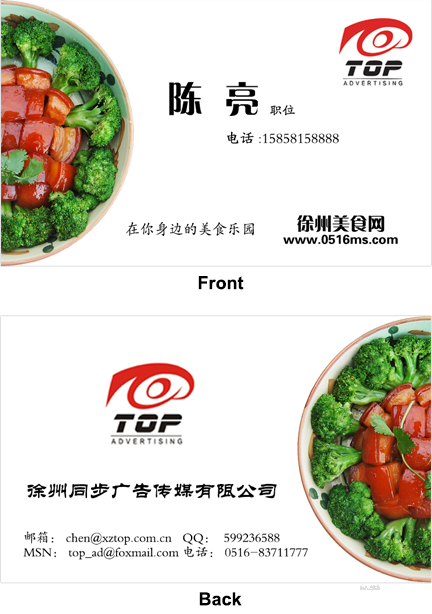 TOP
ADVERTISING
陈 亮 职位
电话 :15858158888
在你身边的美食乐园
徐州美食网
www.0516ms.com
Front
TOP
ADVERTISING
徐州同步广告传媒有限公司
邮箱： chen@xztop.com.cn QQ： 599236588
MSN： top_ad@foxmail.com 电话： 0516-83711777
Back